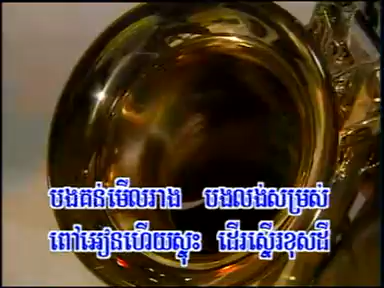 បងគន់មើលរាង បងលង់សម្រស់
ពៅអៀនហើយស្ទុះ ដើរស្នើរខុសដី